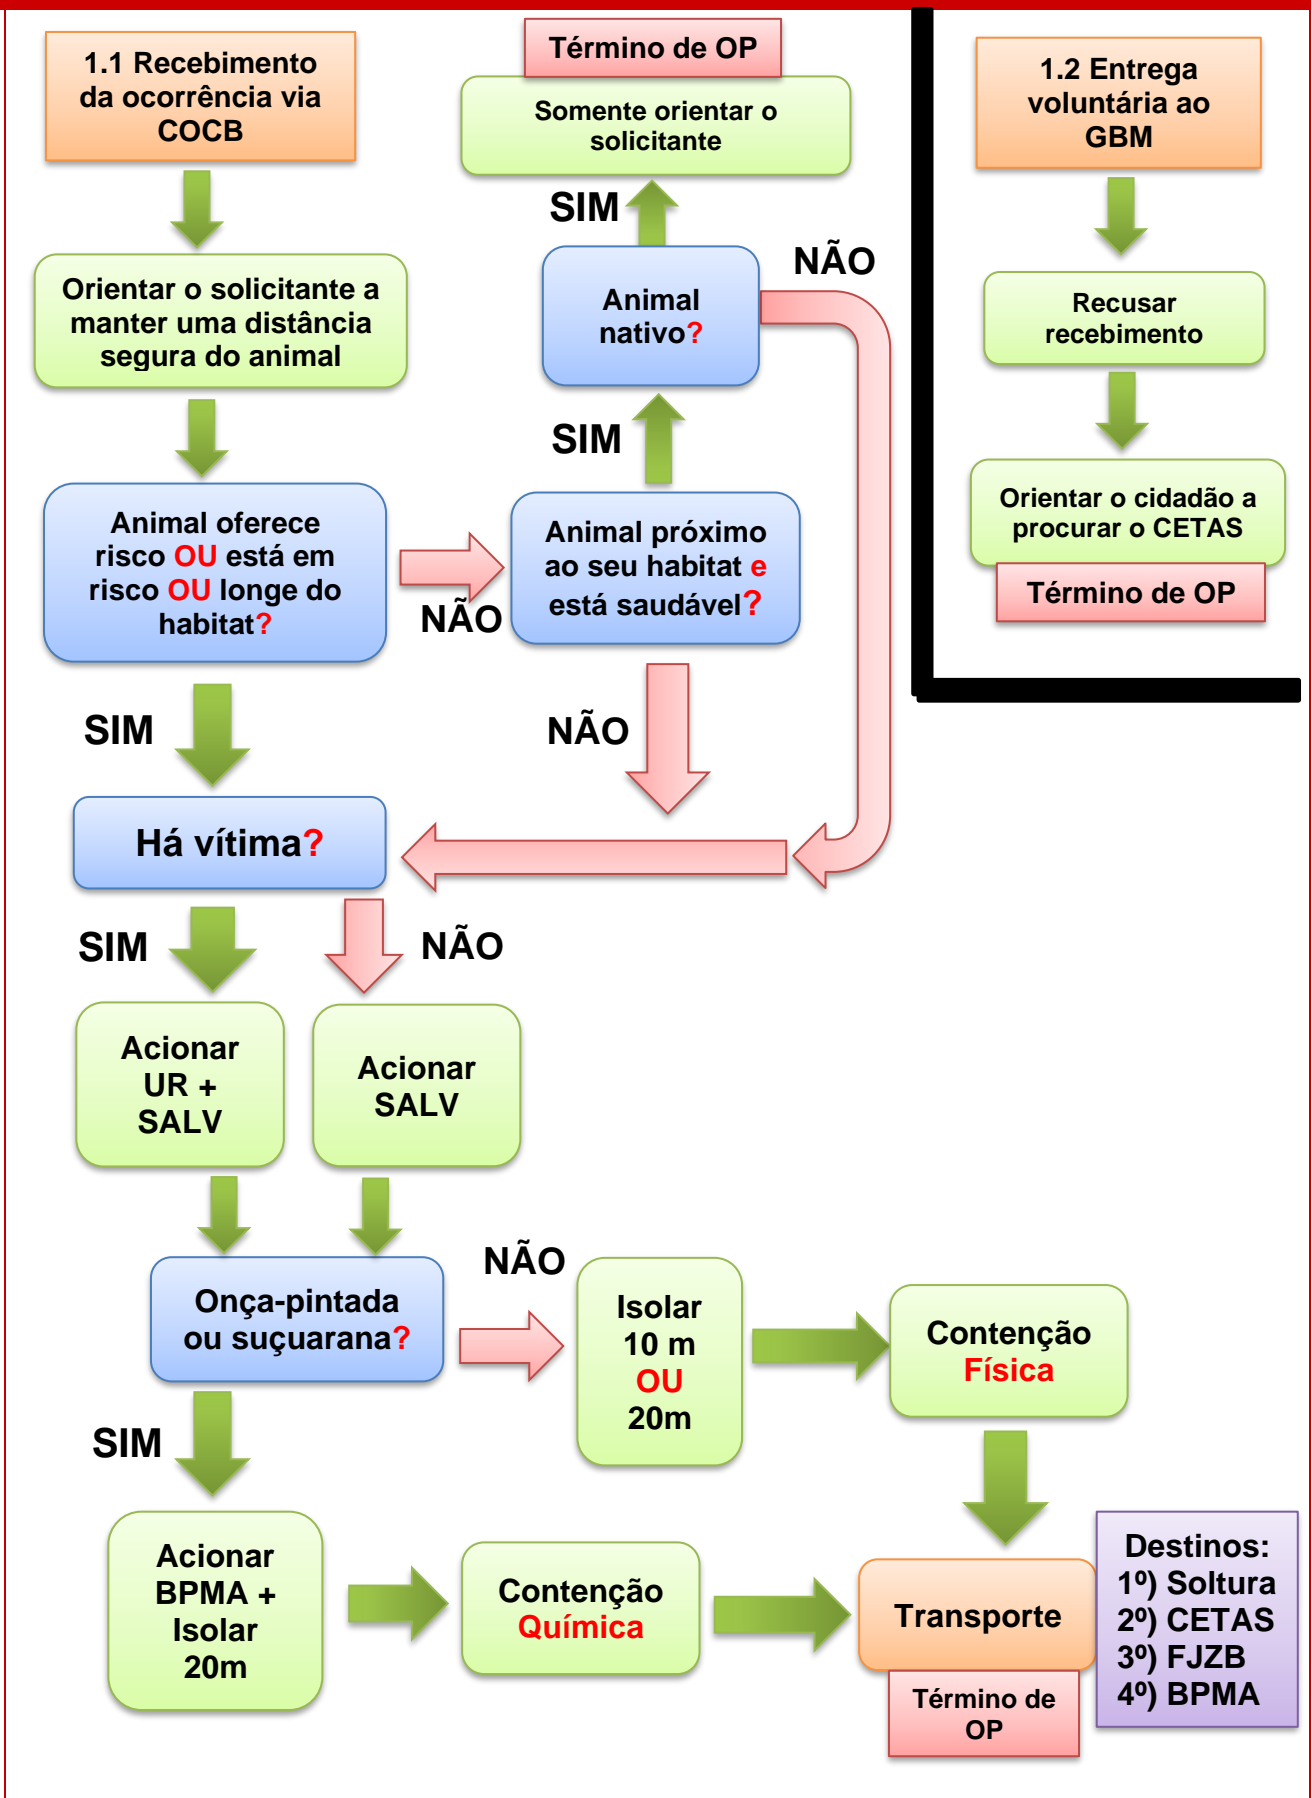 1.1 Recebimento
da ocorrência via
COCB
Orientar o solicitante a
manter uma distância
segura do animal
Animal oferece
risco OU está em
risco OU longe do
habitat?
NÃO
SIM
Animal próximo
ao seu habitat e
está saudável?
SIM
NÃO
Animal
nativo?
SIM
NÃO
Término de OP
Somente orientar o
solicitante
1.2 Entrega
voluntária ao
GBM
Recusar
recebimento
Orientar o cidadão a
procurar o CETAS
Término de OP
Há vítima?
SIM
NÃO
Acionar
UR +
SALV
Acionar
SALV
Onça-pintada
ou suçuarana?
NÃO
SIM
Isolar
10 m
OU
20m
Contenção
Física
Acionar
BPMA +
Isolar
20m
Contenção
Química
Transporte
Término de
OP
Destinos:
1º) Soltura
2º) CETAS
3º) FJZB
4º) BPMA